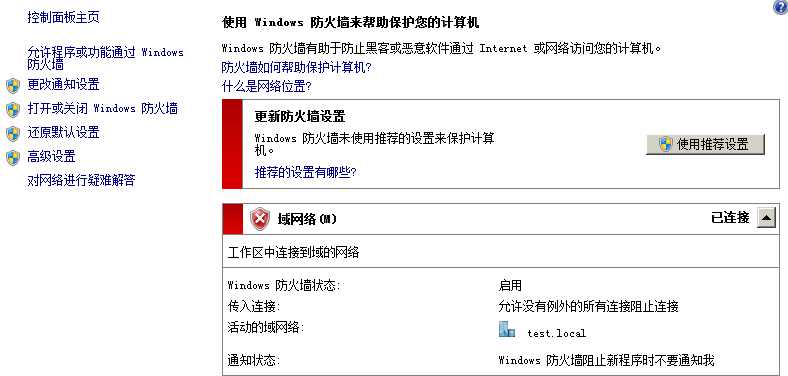 控制面板主页
允许程序或功能通过 Windows
防火墙
更改通知设置
打开或关闭 Windows 防火墙
还原默认设置
高级设置
对网络进行疑难解答
使用 Windows 防火墙来帮助保护您的计算机
Windows 防火墙有助于防止黑客或恶意软件通过 Internet 或网络访问您的计算机。
防火墙如何帮助保护计算机?
什么是网络位置?
更新防火墙设置
Windows 防火墙未使用推荐的设置来保护计算
机。
使用推荐设置
推荐的设置有哪些?
域网络(M)
已连接
工作区中连接到域的网络
Windows 防火墙状态:
启用
传入连接:
允许没有例外的所有连接阻止连接
活动的域网络:
test.local
通知状态:
Windows 防火墙阻止新程序时不要通知我